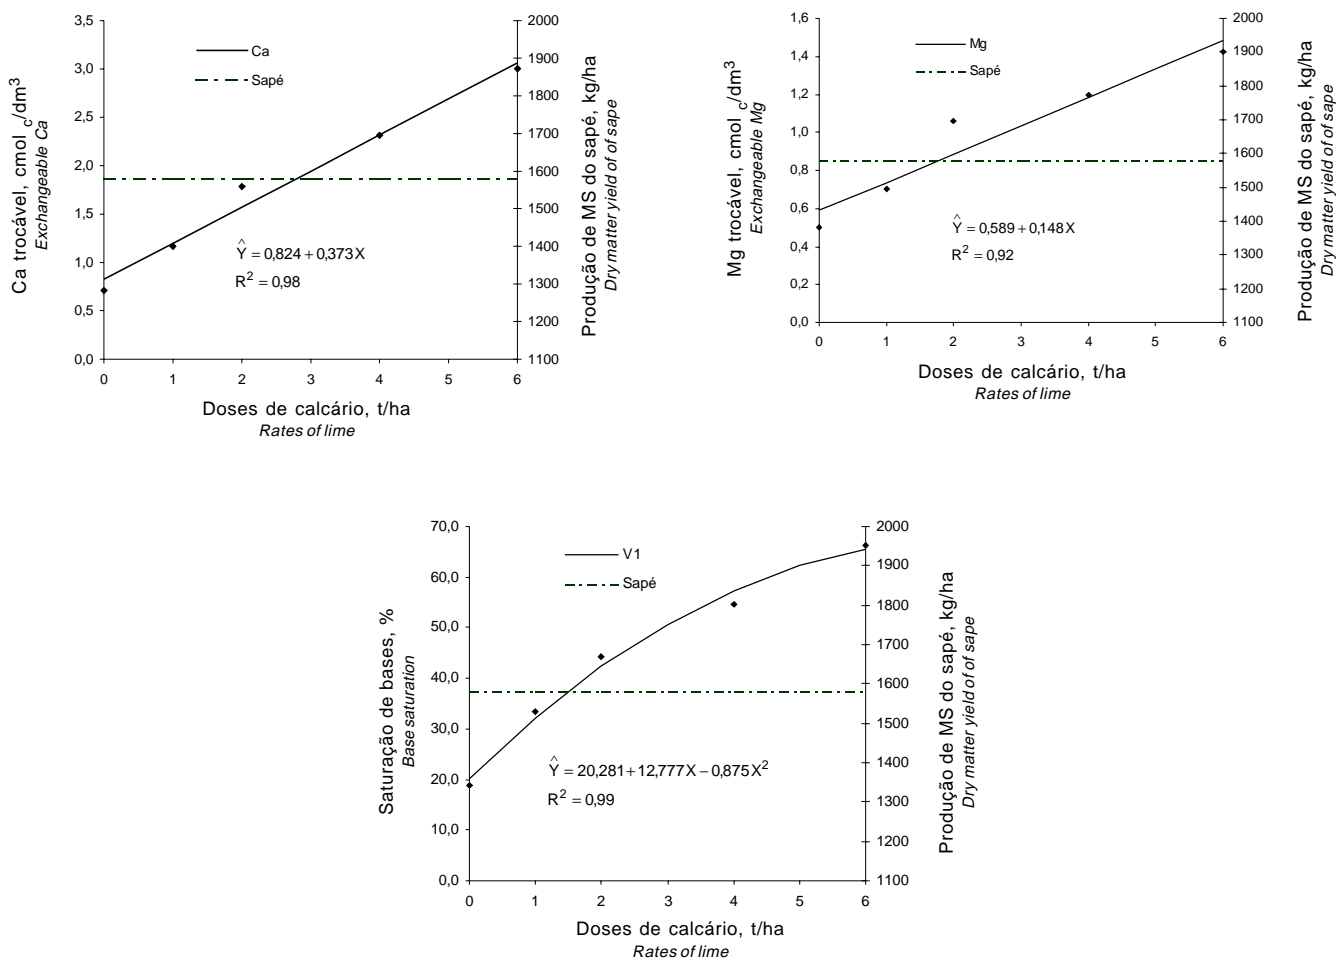 3,5
3,0
2,5
2,0
1,5
1,0
0,5
0,0
Ca trocável, cmol c/dm3
Exchangeable Ca
Ca
Sapé
Ŷ = 0,824 + 0,373X
R2 = 0,98
2000
1900
1800
1700
1600
1500
1400
1300
1200
1100
Produção de MS do sapé, kg/ha
Dry matter yield of of sape
0 1 2 3 4 5 6
Doses de calcário, t/ha
Rates of lime
1,6
1,4
1,2
1,0
0,8
0,6
0,4
0,2
0,0
Mg trocável, cmol c/dm3
Exchangeable Mg
Mg
Sapé
Ŷ = 0,589 + 0,148X
R2 = 0,92
2000
1900
1800
1700
1600
1500
1400
1300
1200
1100
Produção de MS do sapé, kg/ha
Dry matter yield of of sape
0 1 2 3 4 5 6
Doses de calcário, t/ha
Rates of lime
70,0
60,0
50,0
40,0
30,0
20,0
10,0
0,0
Saturação de bases, %
Base saturation
V1
Sapé
Ŷ = 20,281 + 12,777X − 0,875X2
R2 = 0,99
2000
1900
1800
1700
1600
1500
1400
1300
1200
1100
Produção de MS do sapé, kg/ha
Dry matter yield of of sape
0 1 2 3 4 5 6
Doses de calcário, t/ha
Rates of lime